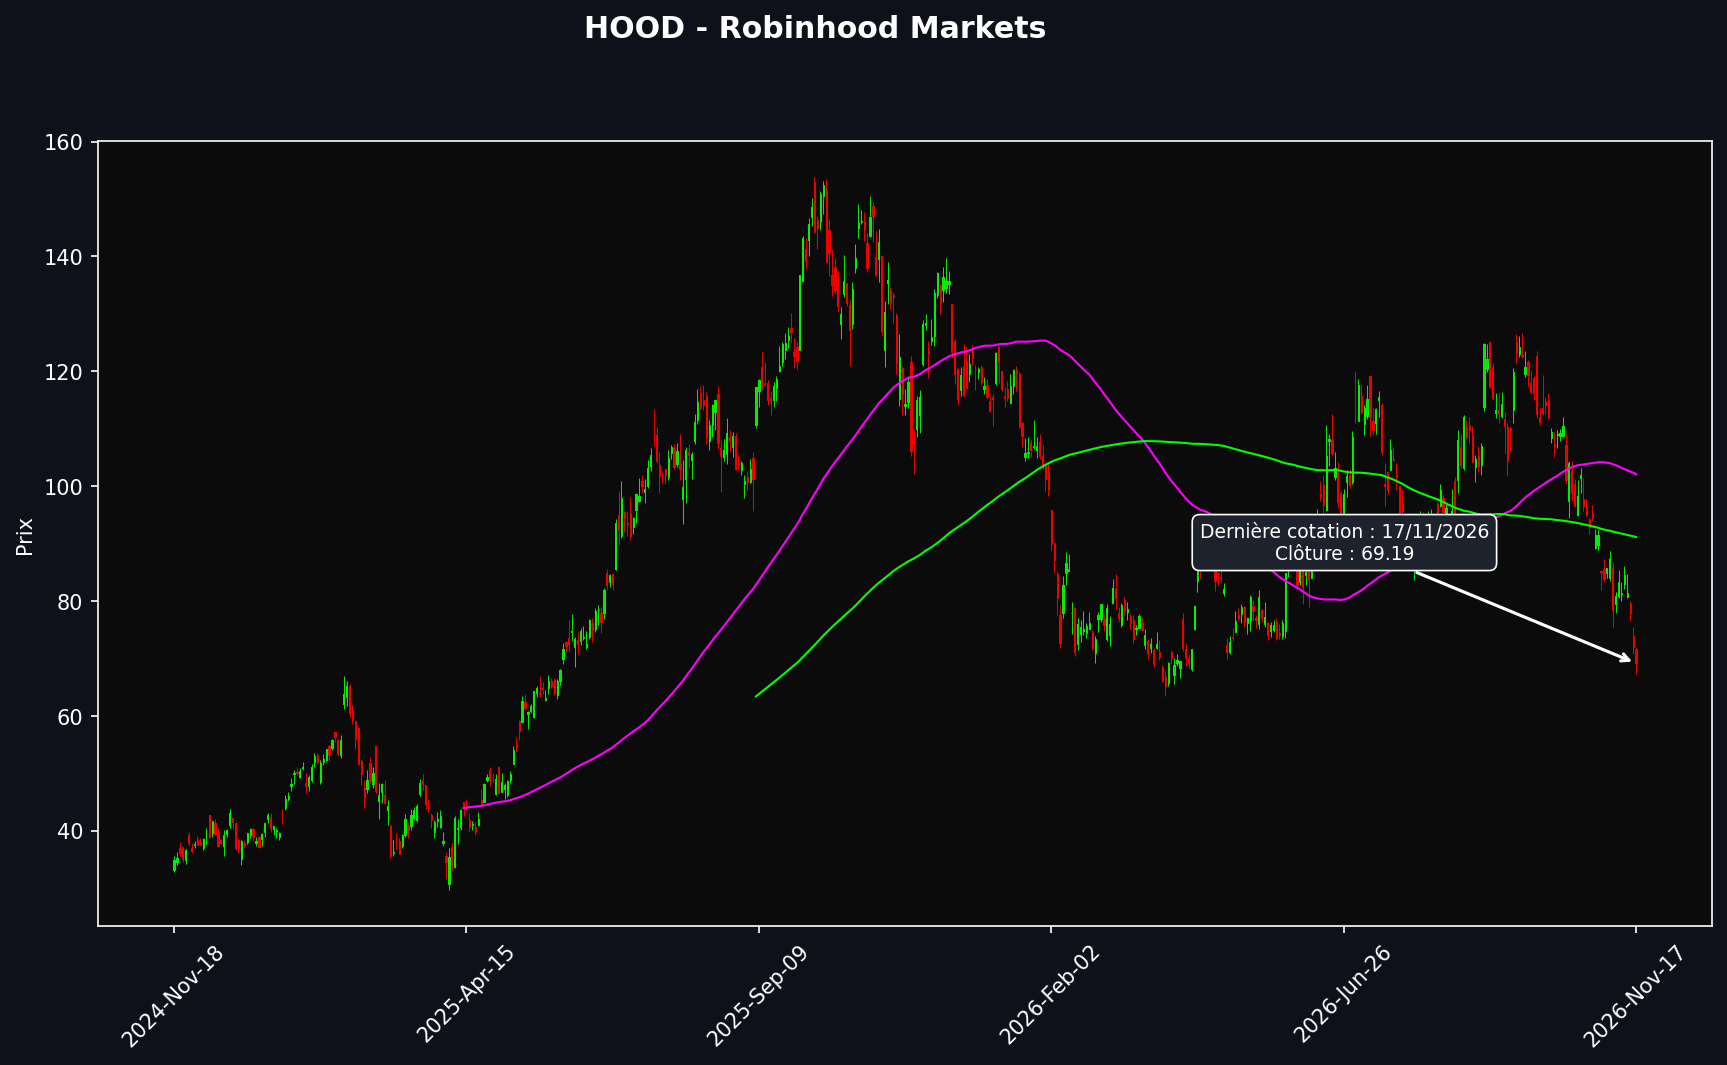 HOOD - Robinhood Markets
160
140
120
100
80
60
40
Prix
Dernière cotation : 17/11/2026
Clôture : 69.19
2024-Nov-18
2025-Apr-15
2025-Sep-09
2026-Feb-02
2026-Jun-26
2026-Nov-17